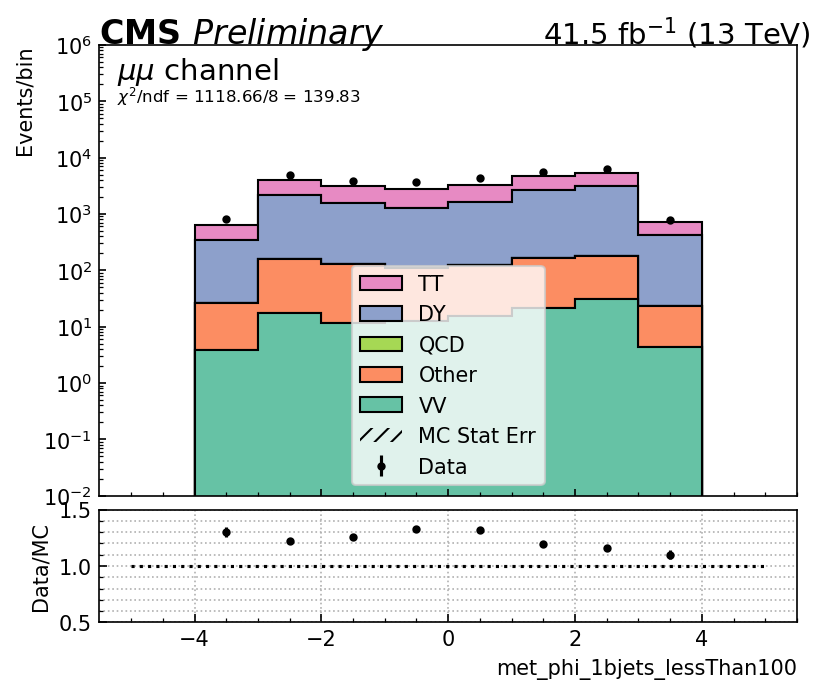 CMS Preliminary 41.5 fb⁻¹ (13 TeV)
μμ channel
χ²/ndf = 1118.66/8 = 139.83
Events/bin
10⁶
10⁵
10⁴
10³
10²
10¹
10⁰
10⁻¹
10⁻²
TT
DY
QCD
Other
VV
MC Stat Err
Data
Data/MC
1.5
1.0
0.5
−4 −2 0 2 4
met_phi_1bjets_lessThan100